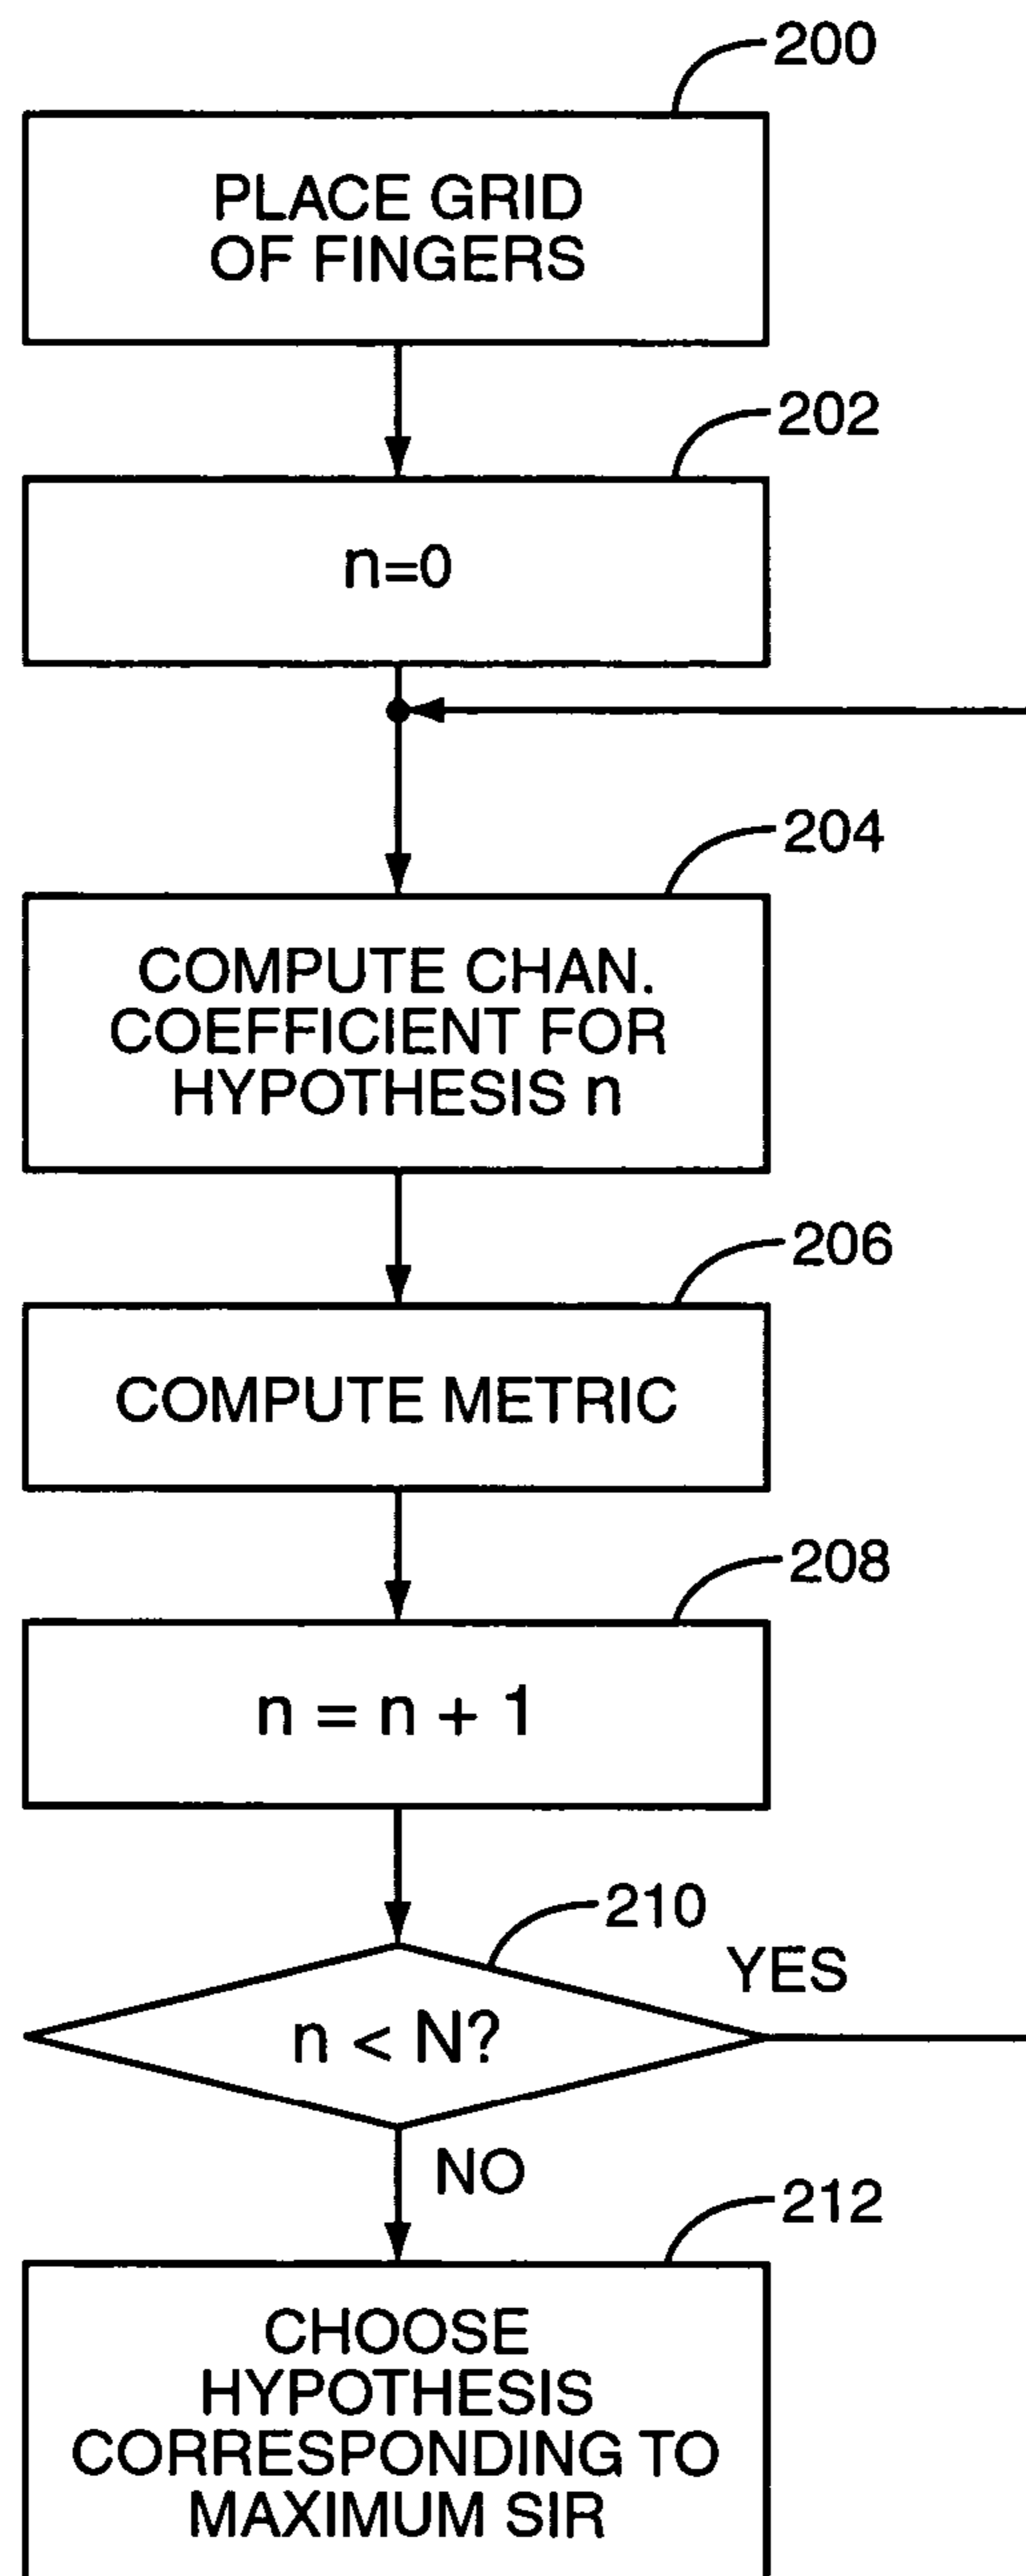 200
PLACE GRID
OF FINGERS
202
n=0
204
COMPUTE CHAN.
COEFFICIENT FOR
HYPOTHESIS n
206
COMPUTE METRIC
208
n = n + 1
210
YES
n < N?
NO
212
CHOOSE
HYPOTHESIS
CORRESPONDING TO
MAXIMUM SIR